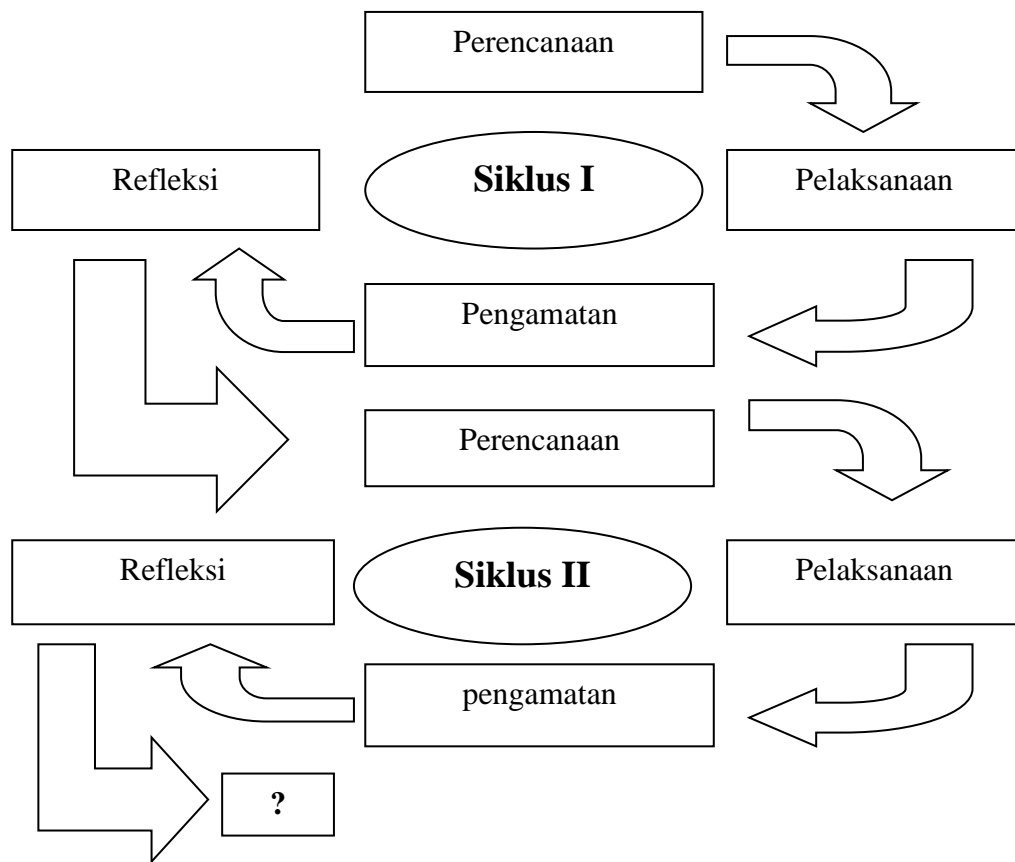 Perencanaan
Refleksi
Siklus I
Pelaksanaan
Pengamatan
Perencanaan
Refleksi
Siklus II
Pelaksanaan
pengamatan
?